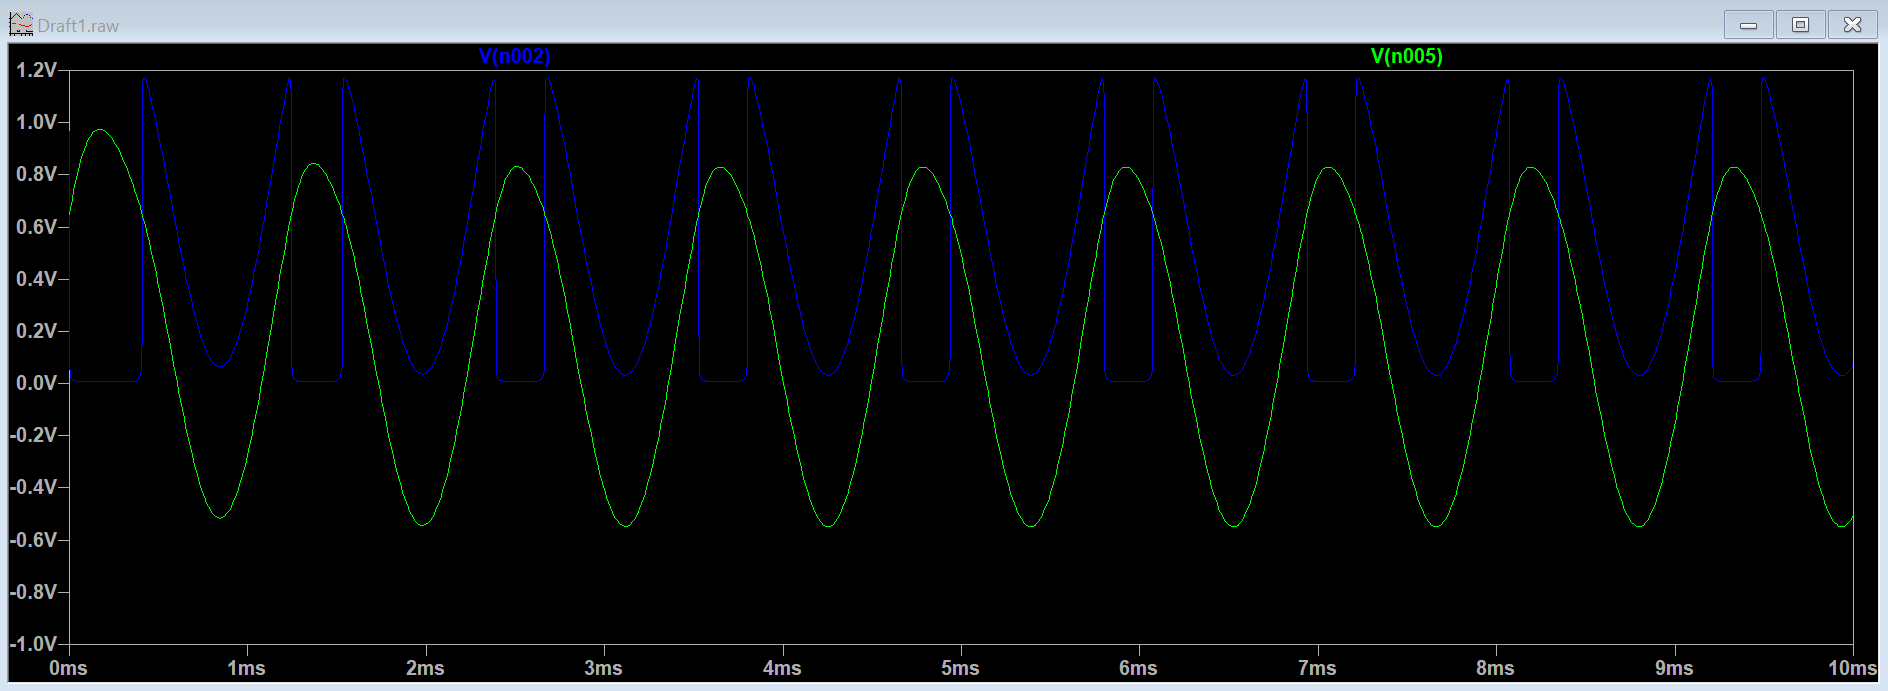 Draft1.raw
V(n002) V(n005)
1.2V
1.0V
0.8V
0.6V
0.4V
0.2V
0.0V
-0.2V
-0.4V
-0.6V
-0.8V
-1.0V
0ms 1ms 2ms 3ms 4ms 5ms 6ms 7ms 8ms 9ms 10ms